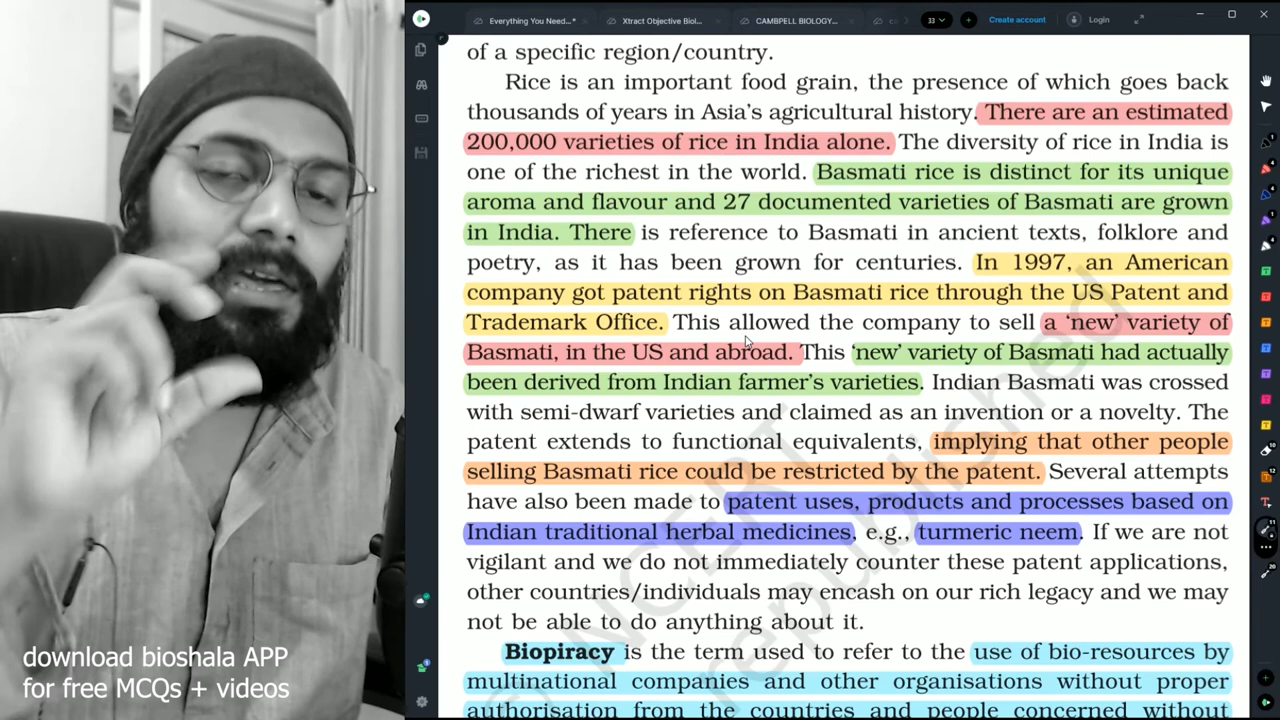 Everything You Need...*
Xtract Objective Biol...
CAMBPELL BIOLOGY...
33
Create account
Login
of a specific region/country.
Rice is an important food grain, the presence of which goes back
thousands of years in Asia's agricultural history. There are an estimated
200,000 varieties of rice in India alone. The diversity of rice in India is
one of the richest in the world. Basmati rice is distinct for its unique
aroma and flavour and 27 documented varieties of Basmati are grown
in India. There is reference to Basmati in ancient texts, folklore and
poetry, as it has been grown for centuries. In 1997, an American
company got patent rights on Basmati rice through the US Patent and
Trademark Office. This allowed the company to sell a 'new' variety of
Basmati, in the US and abroad. This 'new' variety of Basmati had actually
been derived from Indian farmer's varieties. Indian Basmati was crossed
with semi-dwarf varieties and claimed as an invention or a novelty. The
patent extends to functional equivalents, implying that other people
selling Basmati rice could be restricted by the patent. Several attempts
have also been made to patent uses, products and processes based on
Indian traditional herbal medicines, e.g., turmeric neem. If we are not
vigilant and we do not immediately counter these patent applications,
other countries/individuals may encash on our rich legacy and we may
not be able to do anything about it.
Biopiracy is the term used to refer to the use of bio-resources by
multinational companies and other organisations without proper
authorisation from the countries and people concerned without
download bioshala APP
for free MCQs + videos